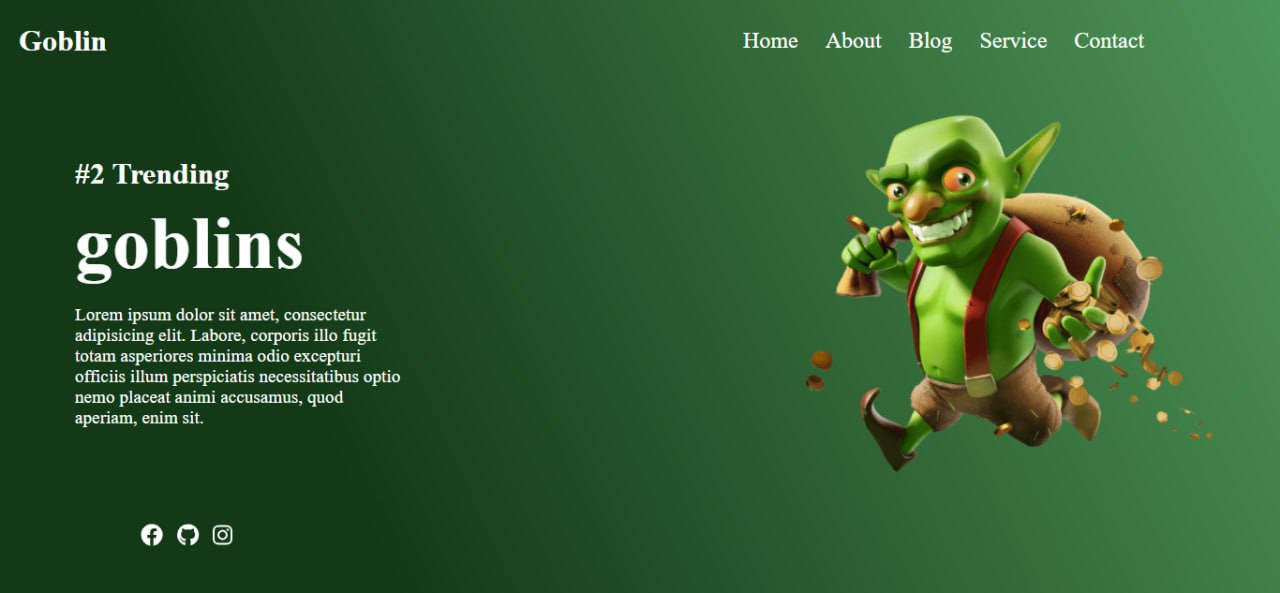 Goblin
Home About Blog Service Contact
#2 Trending
goblins
Lorem ipsum dolor sit amet, consectetur
adipisicing elit. Labore, corporis illo fugit
totam asperiores minima odio excepturi
officiis illum perspiciatis necessitatibus optio
nemo placeat animi accusamus, quod
aperiam, enim sit.